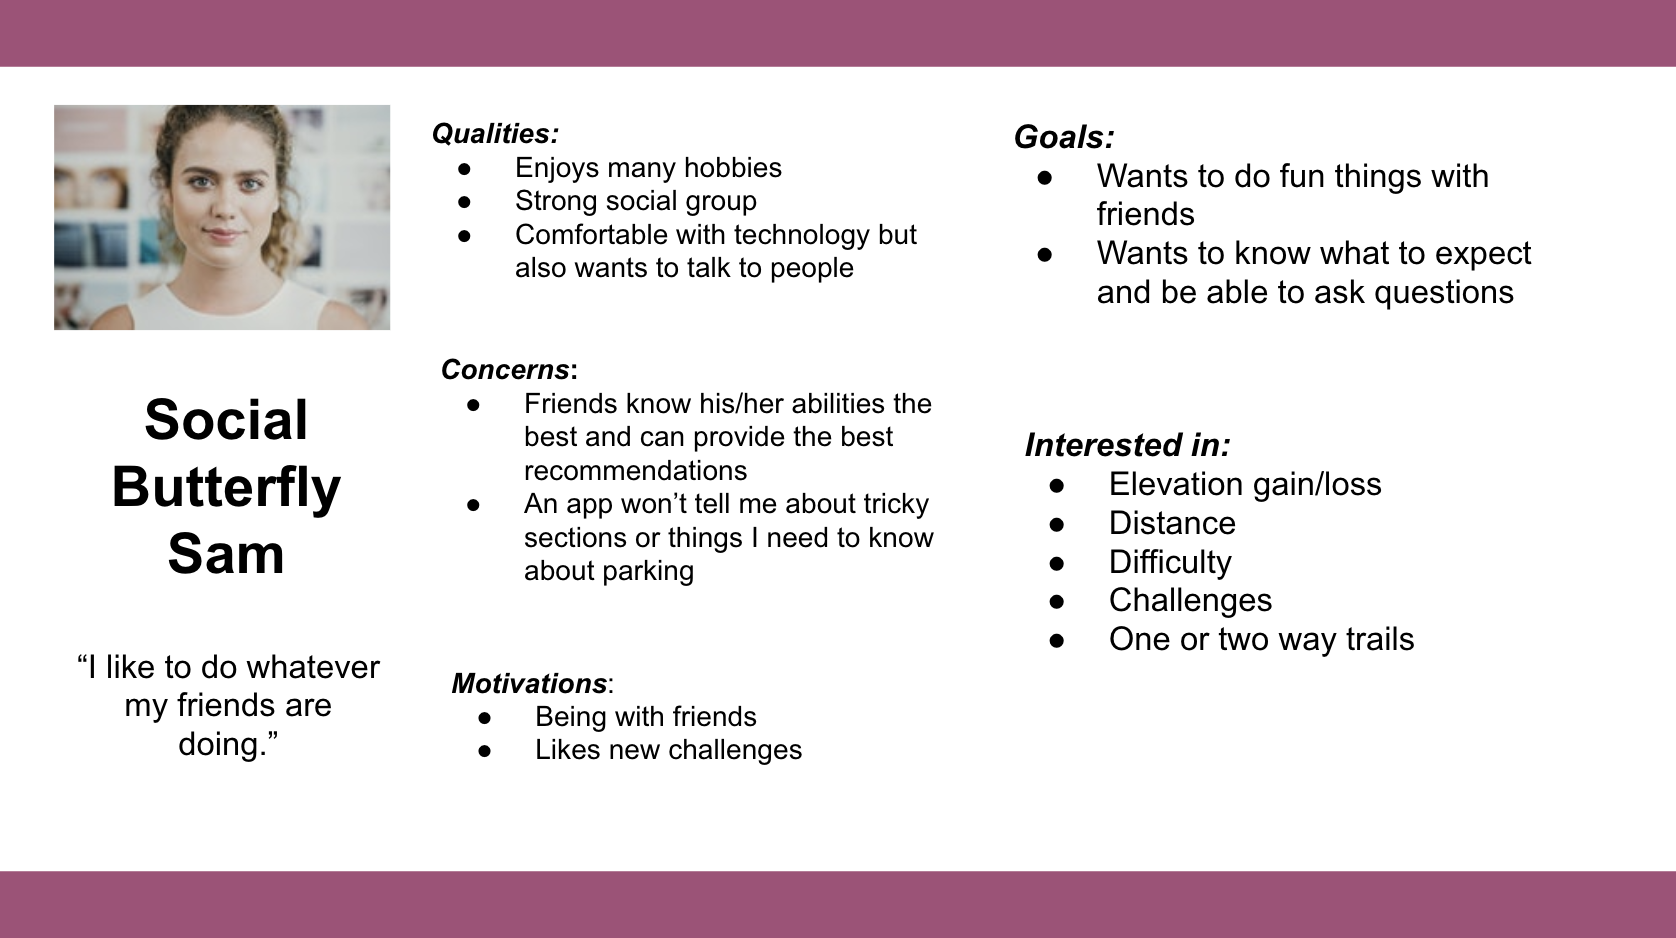 Social
Butterfly
Sam
“I like to do whatever
my friends are
doing.”
Qualities:
● Enjoys many hobbies
● Strong social group
● Comfortable with technology but
also wants to talk to people
Concerns:
● Friends know his/her abilities the
best and can provide the best
recommendations
● An app won’t tell me about tricky
sections or things I need to know
about parking
Motivations:
● Being with friends
● Likes new challenges
Goals:
● Wants to do fun things with
friends
● Wants to know what to expect
and be able to ask questions
Interested in:
● Elevation gain/loss
● Distance
● Difficulty
● Challenges
● One or two way trails